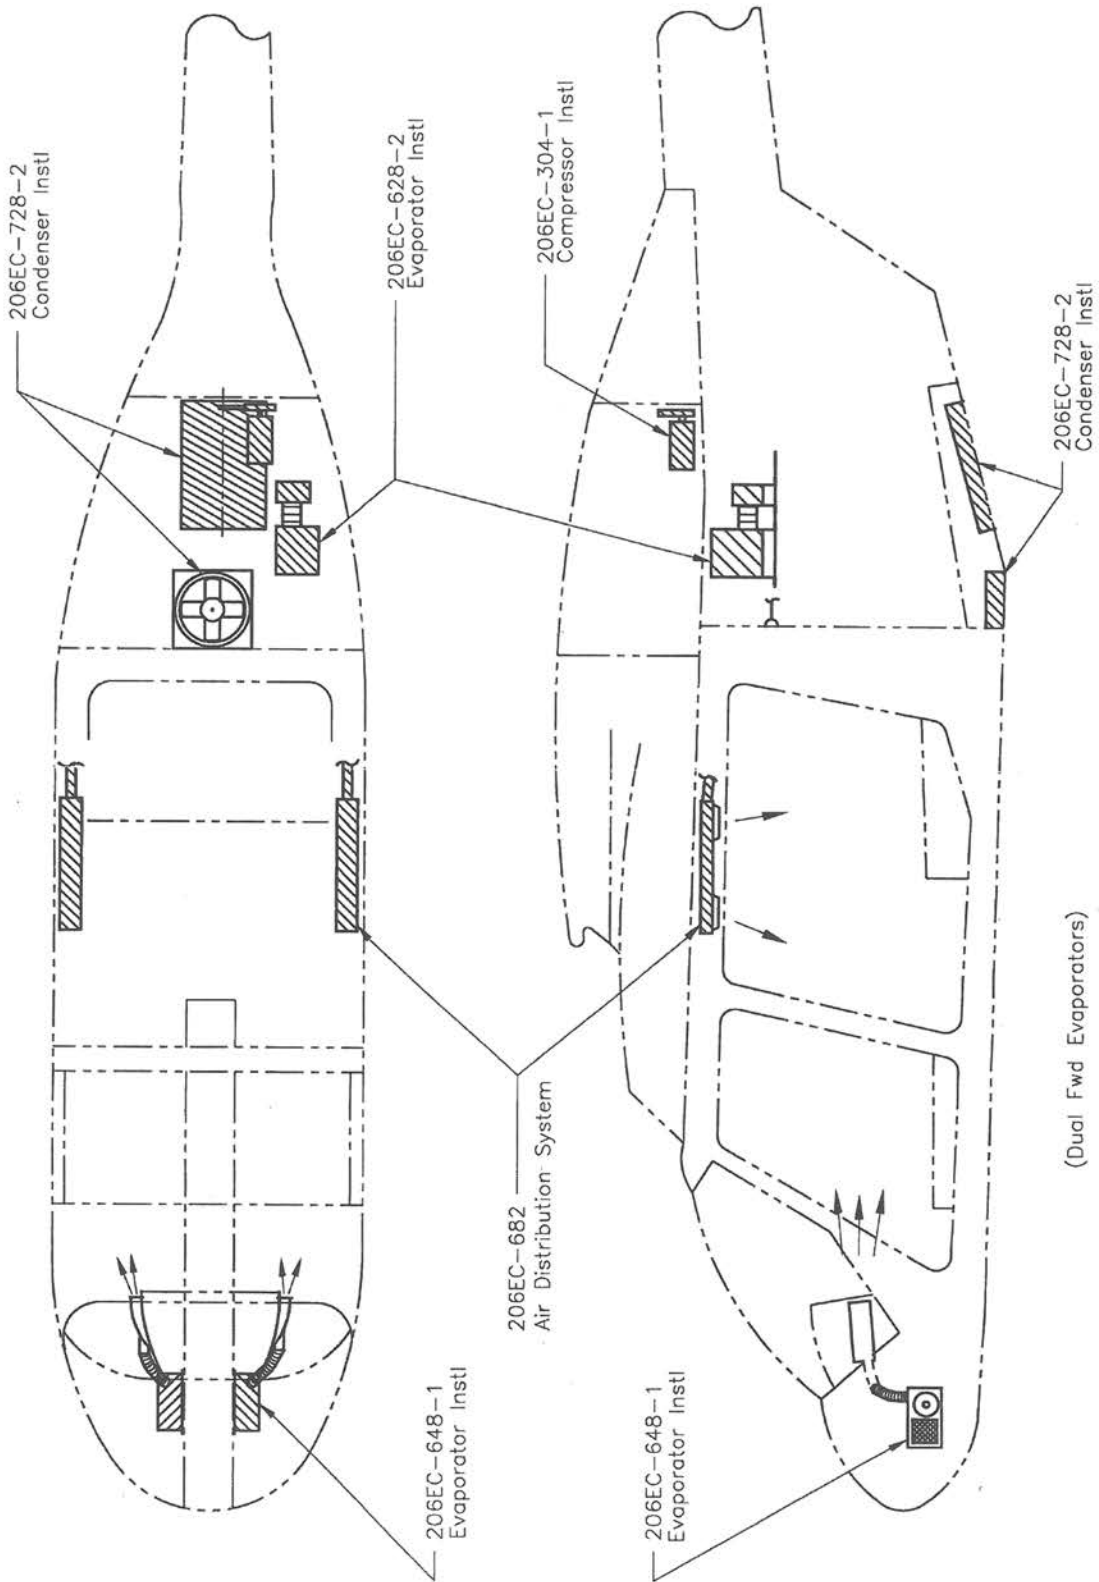 206EC-728-2
Condenser Instl
206EC-628-2
Evaporator Instl
206EC-304-1
Compressor Instl
206EC-728-2
Condenser Instl
206EC-682
Air Distribution System
206EC-648-1
Evaporator Instl
206EC-648-1
Evaporator Instl
(Dual Fwd Evaporators)